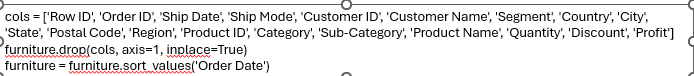 cols = ['Row ID', 'Order ID', 'Ship Date', 'Ship Mode', 'Customer ID', 'Customer Name', 'Segment', 'Country', 'City',
'State', 'Postal Code', 'Region', 'Product ID', 'Category', 'Sub-Category', 'Product Name', 'Quantity', 'Discount', 'Profit']
furniture.drop(cols, axis=1, inplace=True)
furniture = furniture.sort_values('Order Date')